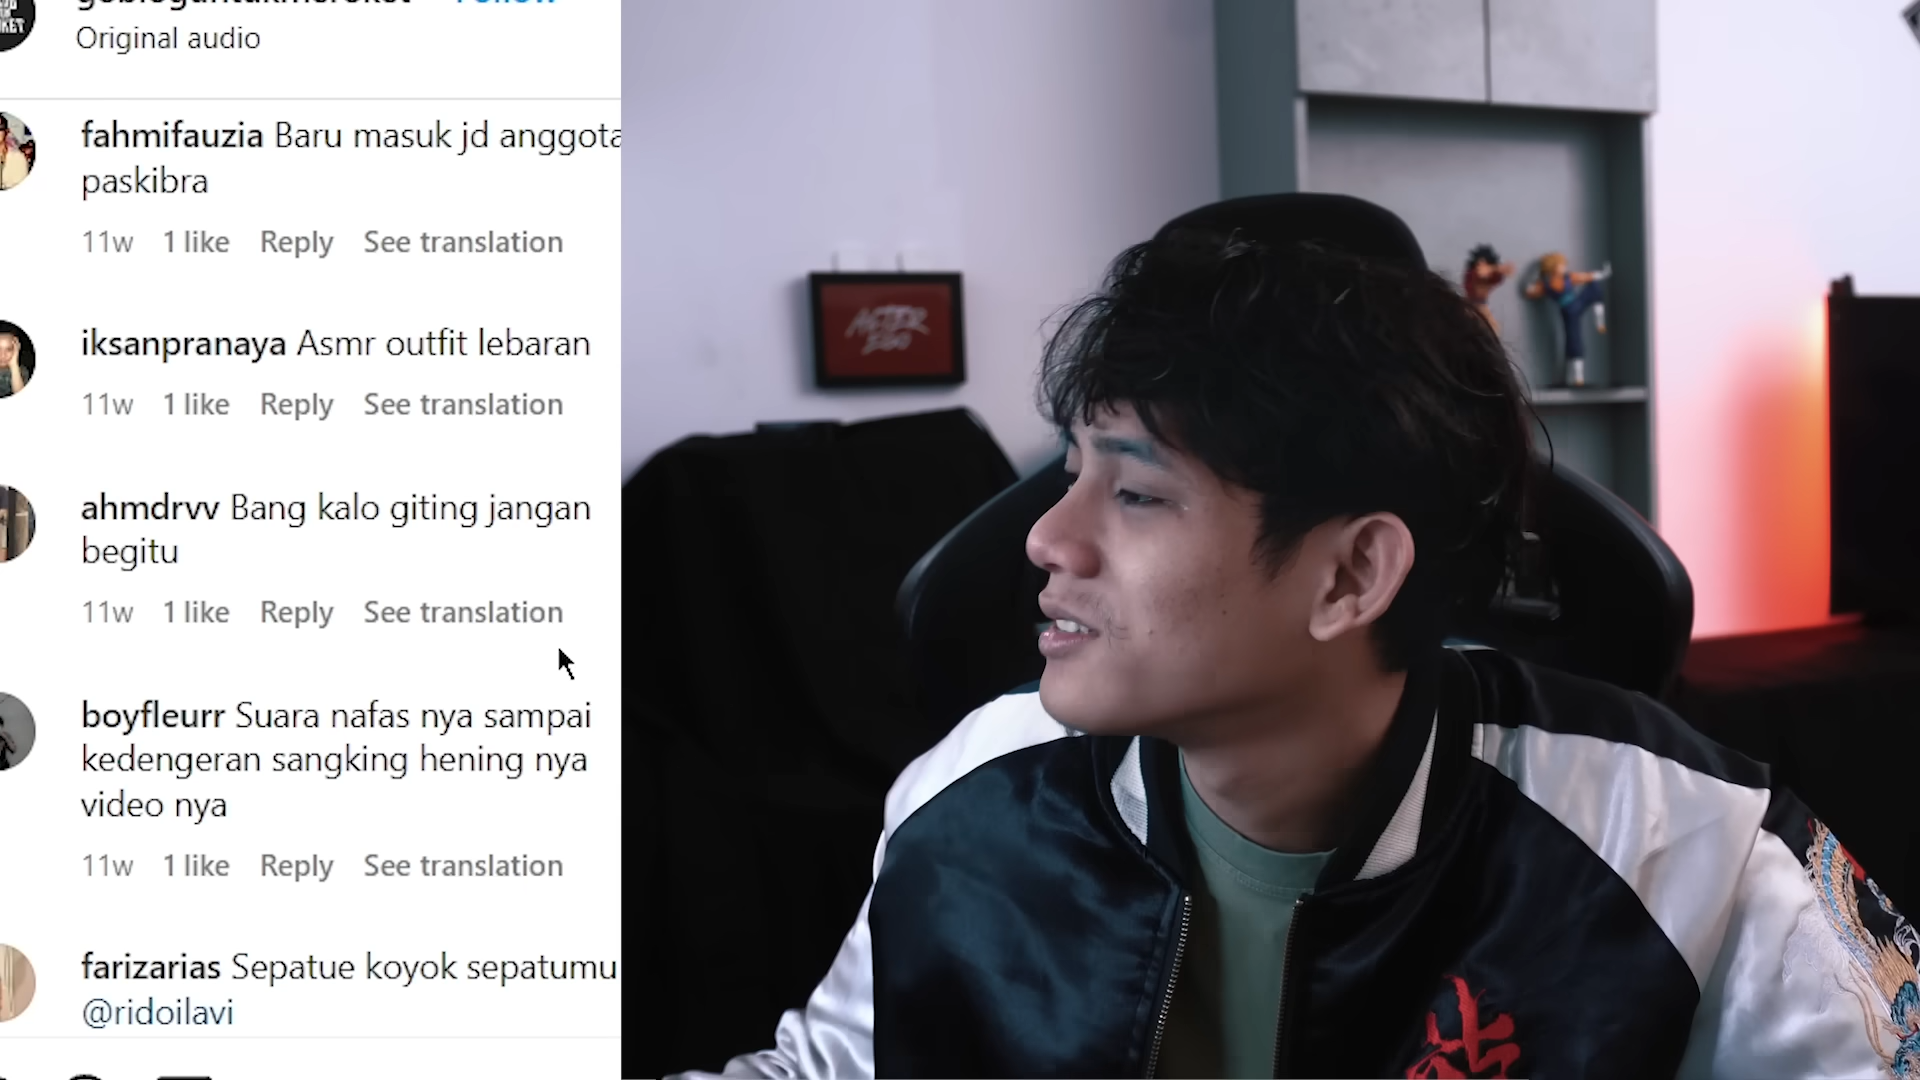 Follow
Original audio
fahmifauzia Baru masuk jd anggota
paskibra
11w 1 like Reply See translation
iksanpranaya Asmr outfit lebaran
11w 1 like Reply See translation
ahmdrvv Bang kalo giting jangan
begitu
11w 1 like Reply See translation
boyfleurr Suara nafas nya sampai
kedengeran sangking hening nya
video nya
11w 1 like Reply See translation
farizarias Sepatue koyok sepatumu
@ridoilavi
ALTER
EGO